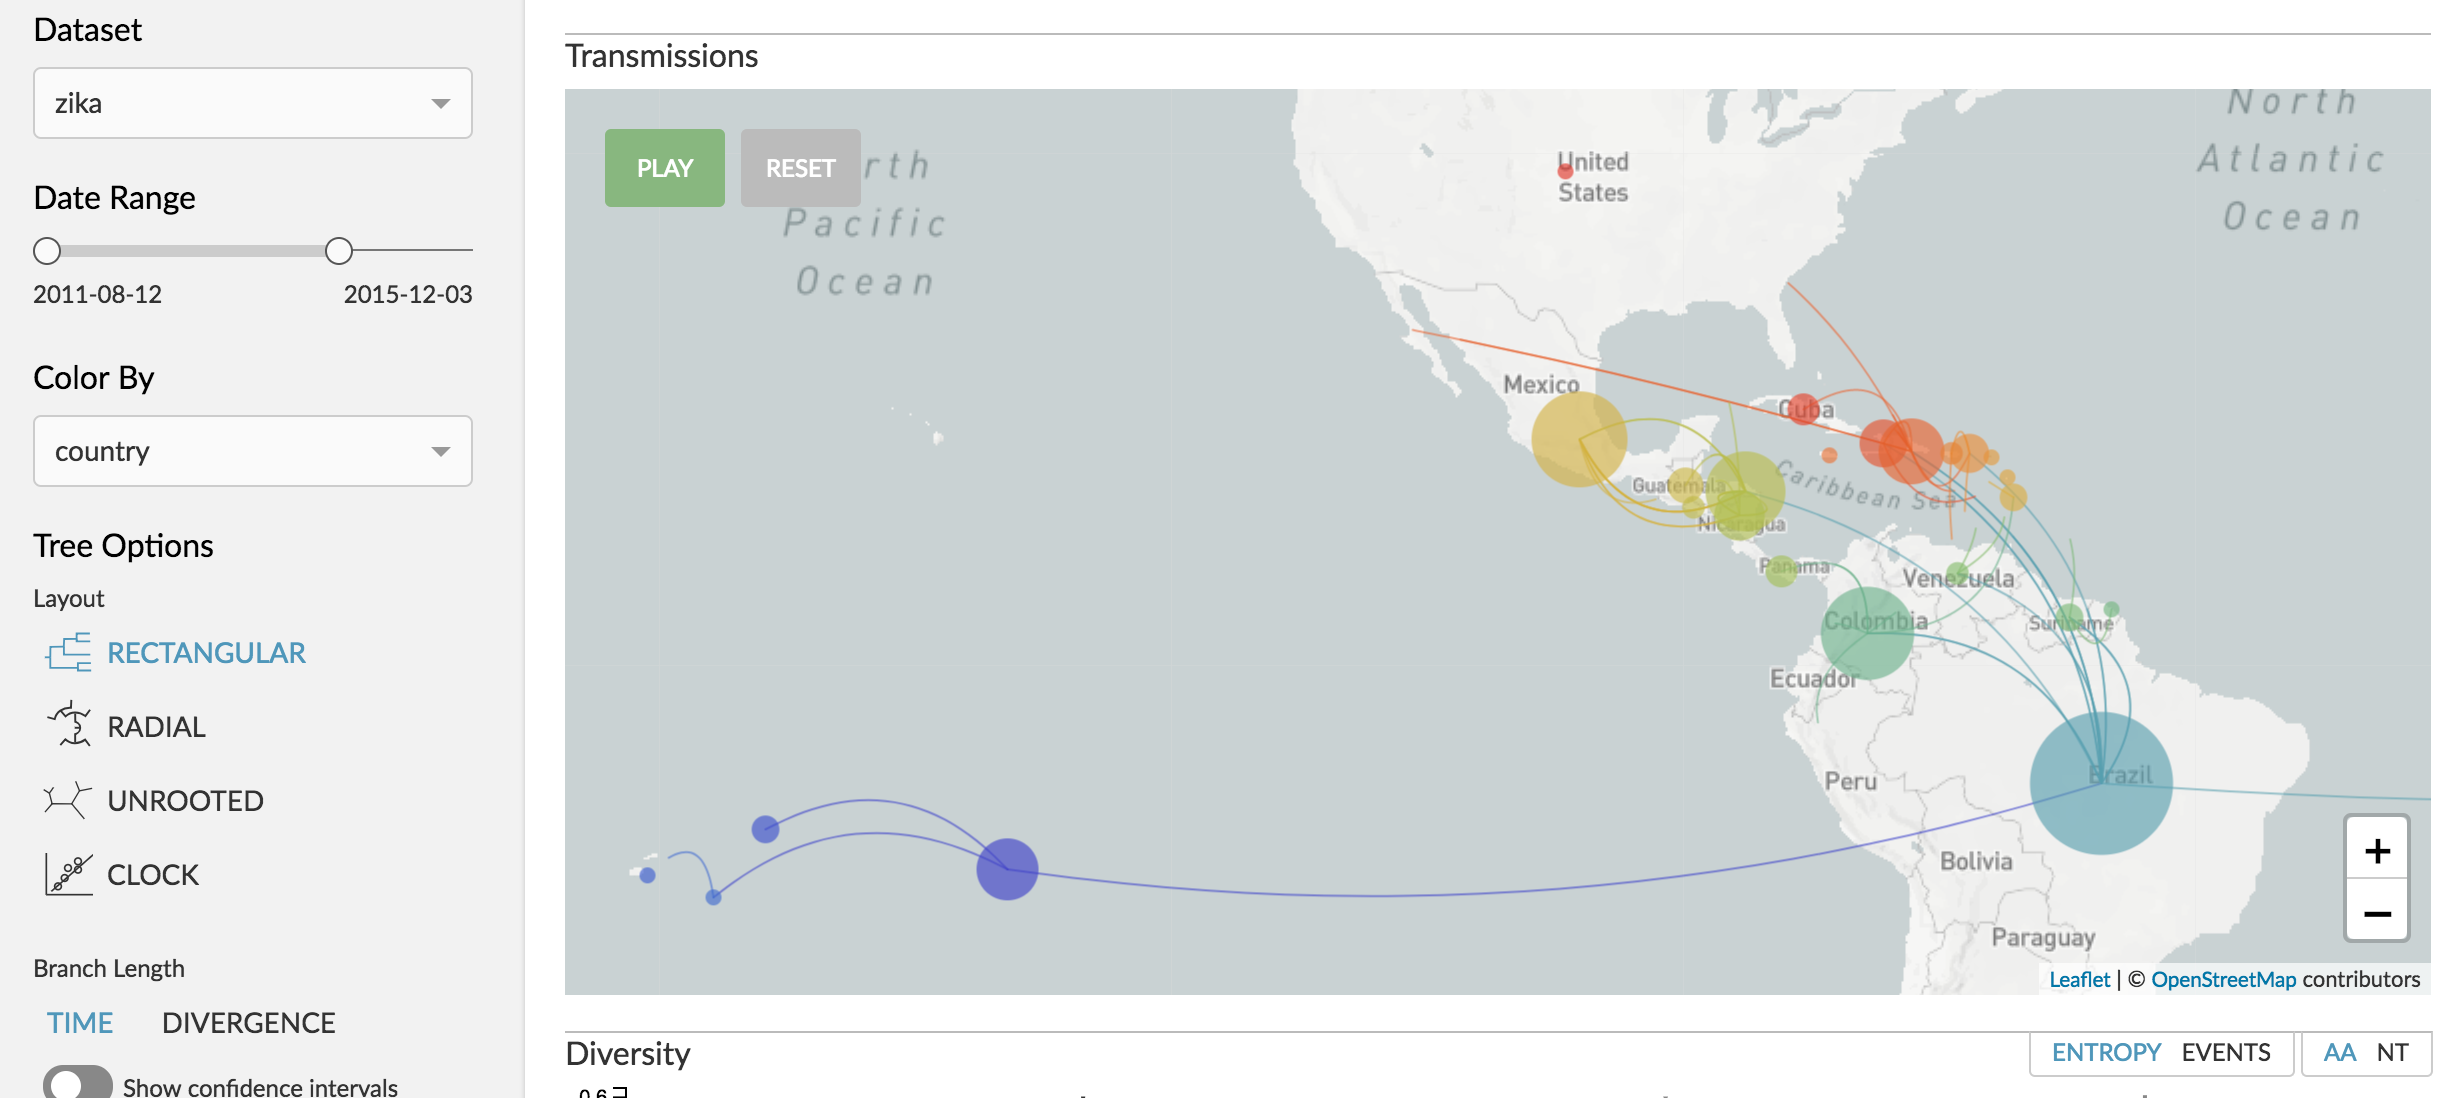 Dataset
zika
Date Range
2011-08-12 2015-12-03
Color By
country
Tree Options
Layout
RECTANGULAR
RADIAL
UNROOTED
CLOCK
Branch Length
TIME DIVERGENCE
Show confidence intervals
Transmissions
PLAY RESET
rth
Pacific
Ocean
North
Atlantic
Ocean
United
States
Mexico
Cuba
Guatemala
Caribbean Sea
Nicaragua
Panama
Venezuela
Colombia
Suriname
Ecuador
Brazil
Peru
Bolivia
Paraguay
+
−
Leaflet | © OpenStreetMap contributors
Diversity
ENTROPY EVENTS AA NT
0.6